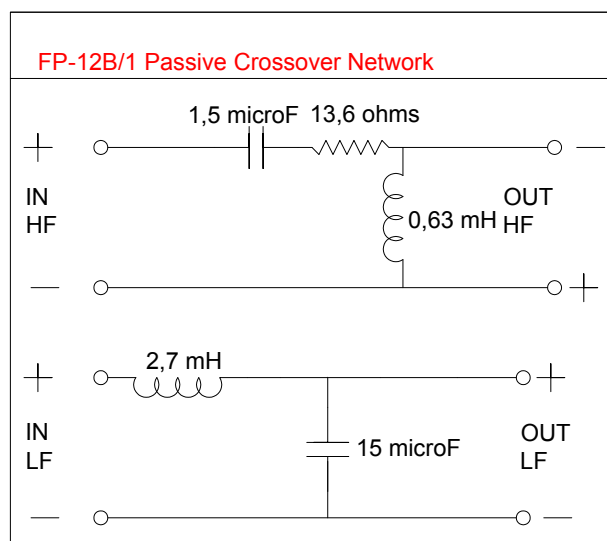 FP-12B/1 Passive Crossover Network
1,5 microF 13,6 ohms
+ −
IN OUT
HF HF
0,63 mH
− +
2,7 mH
+ +
IN OUT
LF LF
15 microF
− −